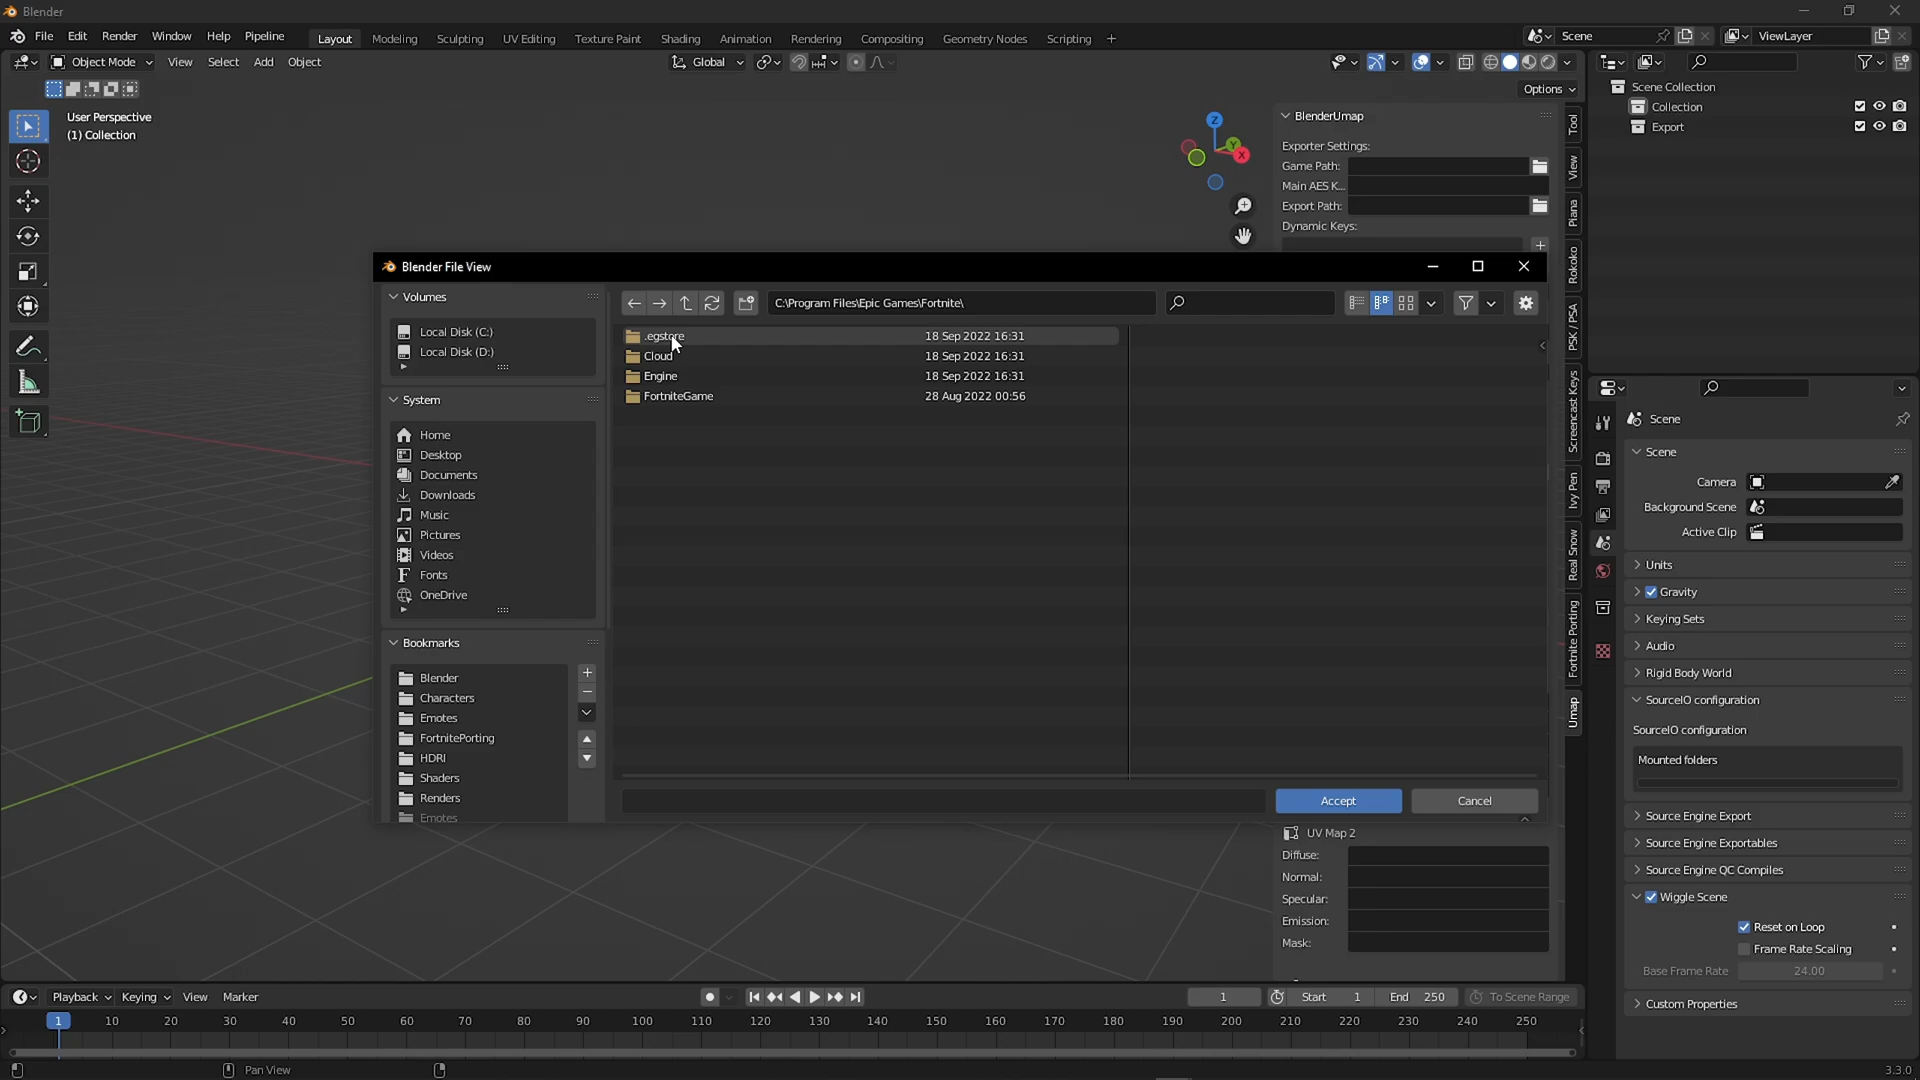 Blender
File Edit Render Window Help Pipeline Layout Modeling Sculpting UV Editing Texture Paint Shading Animation Rendering Compositing Geometry Nodes Scripting + Scene ViewLayer
Object Mode View Select Add Object Global
Options
User Perspective
(1) Collection
Z
Y
X
BlenderUmap
Exporter Settings:
Game Path:
Main AES K...
Export Path:
Dynamic Keys:
Tool
View
Piana
Rokoko
PSK / PSA
Screencast Keys
Ivy Pen
Real Snow
Fortnite Porting
Umap
Scene Collection
Collection
Export
Blender File View
Volumes
Local Disk (C:)
Local Disk (D:)
System
Home
Desktop
Documents
Downloads
Music
Pictures
Videos
Fonts
OneDrive
Bookmarks
Blender
Characters
Emotes
FortnitePorting
HDRI
Shaders
Renders
Emotes
C:\Program Files\Epic Games\Fortnite\
.egstore 18 Sep 2022 16:31
Cloud 18 Sep 2022 16:31
Engine 18 Sep 2022 16:31
FortniteGame 28 Aug 2022 00:56
Accept Cancel
UV Map 2
Diffuse:
Normal:
Specular:
Emission:
Mask:
Scene
Scene
Camera
Background Scene
Active Clip
Units
Gravity
Keying Sets
Audio
Rigid Body World
SourceIO configuration
SourceIO configuration
Mounted folders
Source Engine Export
Source Engine Exportables
Source Engine QC Compiles
Wiggle Scene
Reset on Loop
Frame Rate Scaling
Base Frame Rate 24.00
Custom Properties
Playback Keying View Marker 1 Start 1 End 250 To Scene Range
1 10 20 30 40 50 60 70 80 90 100 110 120 130 140 150 160 170 180 190 200 210 220 230 240 250
Pan View 3.3.0